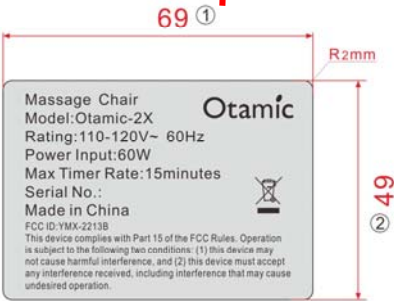 69 ①
R2mm
Massage Chair
Otamic
Model:Otamic-2X
Rating:110-120V~ 60Hz
Power Input:60W
Max Timer Rate:15minutes
Serial No.:
Made in China
FCC ID:YMX-2213B
This device complies with Part 15 of the FCC Rules. Operation
is subject to the following two conditions: (1) this device may
not cause harmful interference, and (2) this device must accept
any interference received, including interference that may cause
undesired operation.
49
②